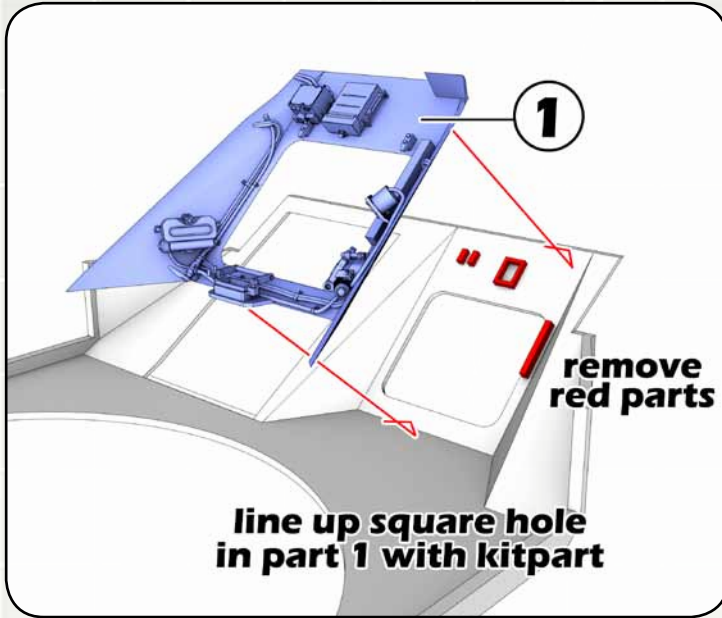 1
remove
red parts
line up square hole
in part 1 with kitpart